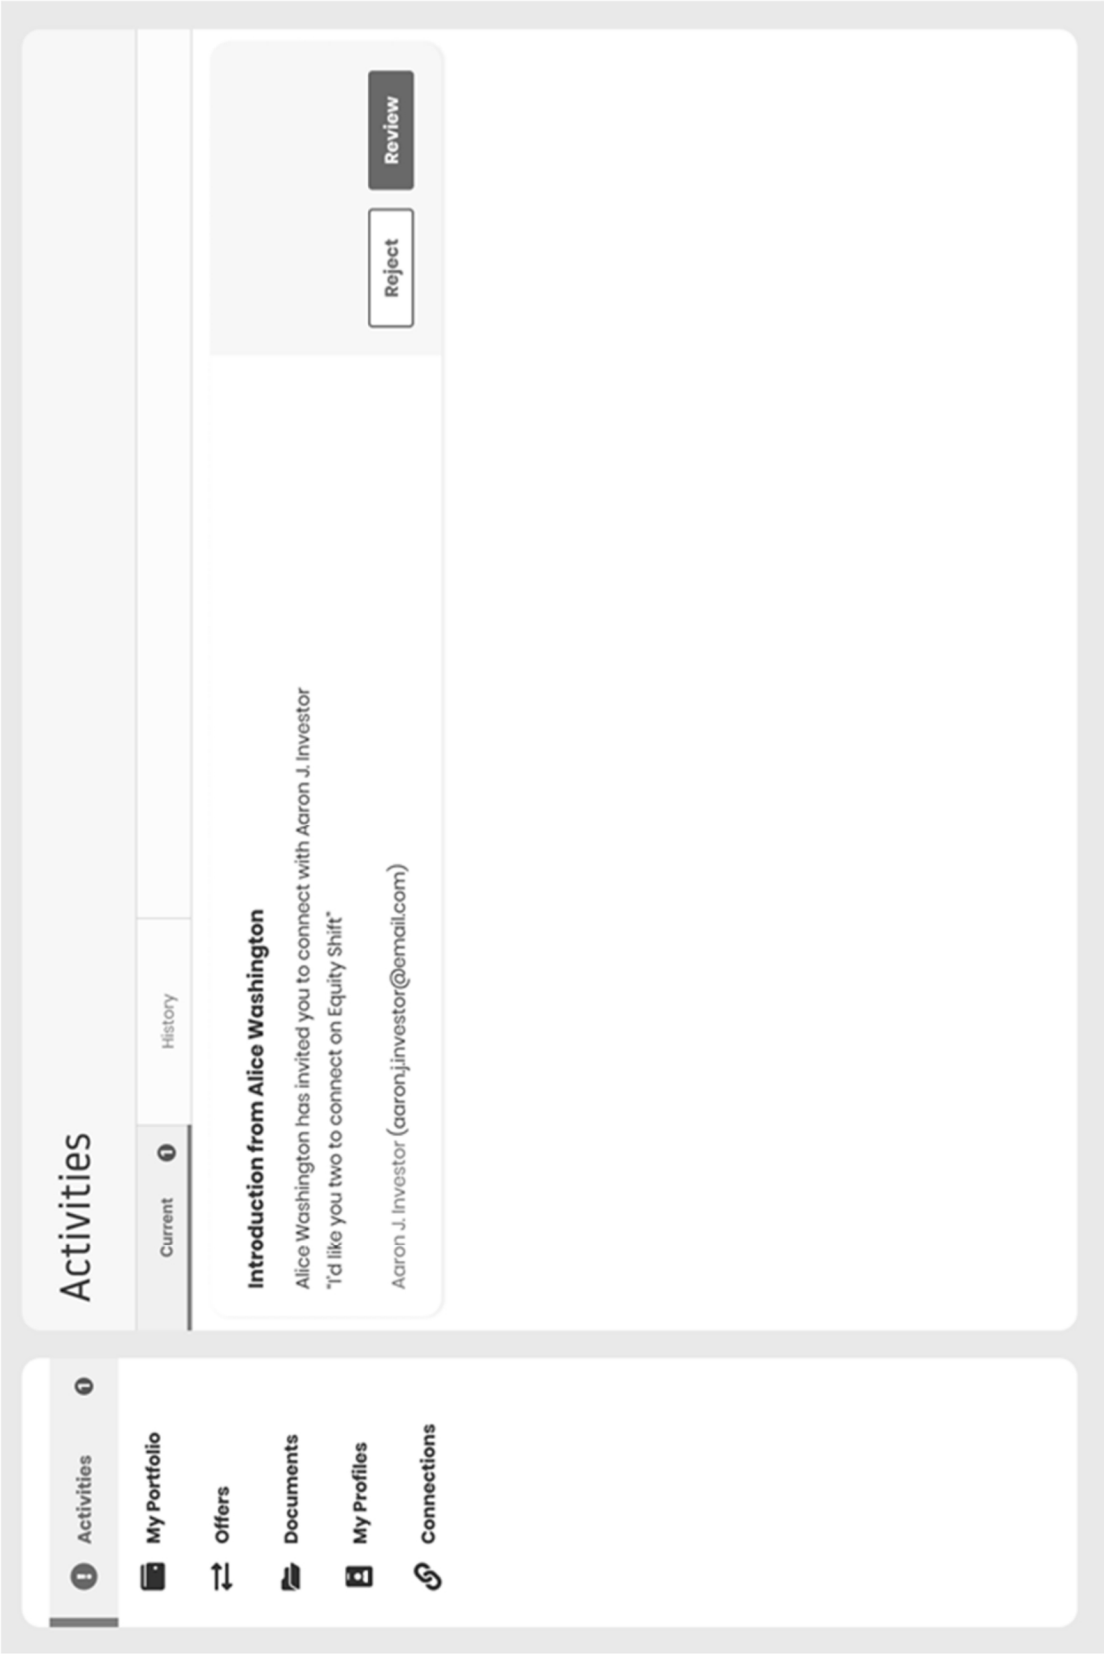 Activities 1
My Portfolio
Offers
Documents
My Profiles
Connections
Activities
Current 1
History
Introduction from Alice Washington
Alice Washington has invited you to connect with Aaron J. Investor
"I'd like you two to connect on Equity Shift"
Aaron J. Investor (aaron.j.investor@email.com)
Reject
Review